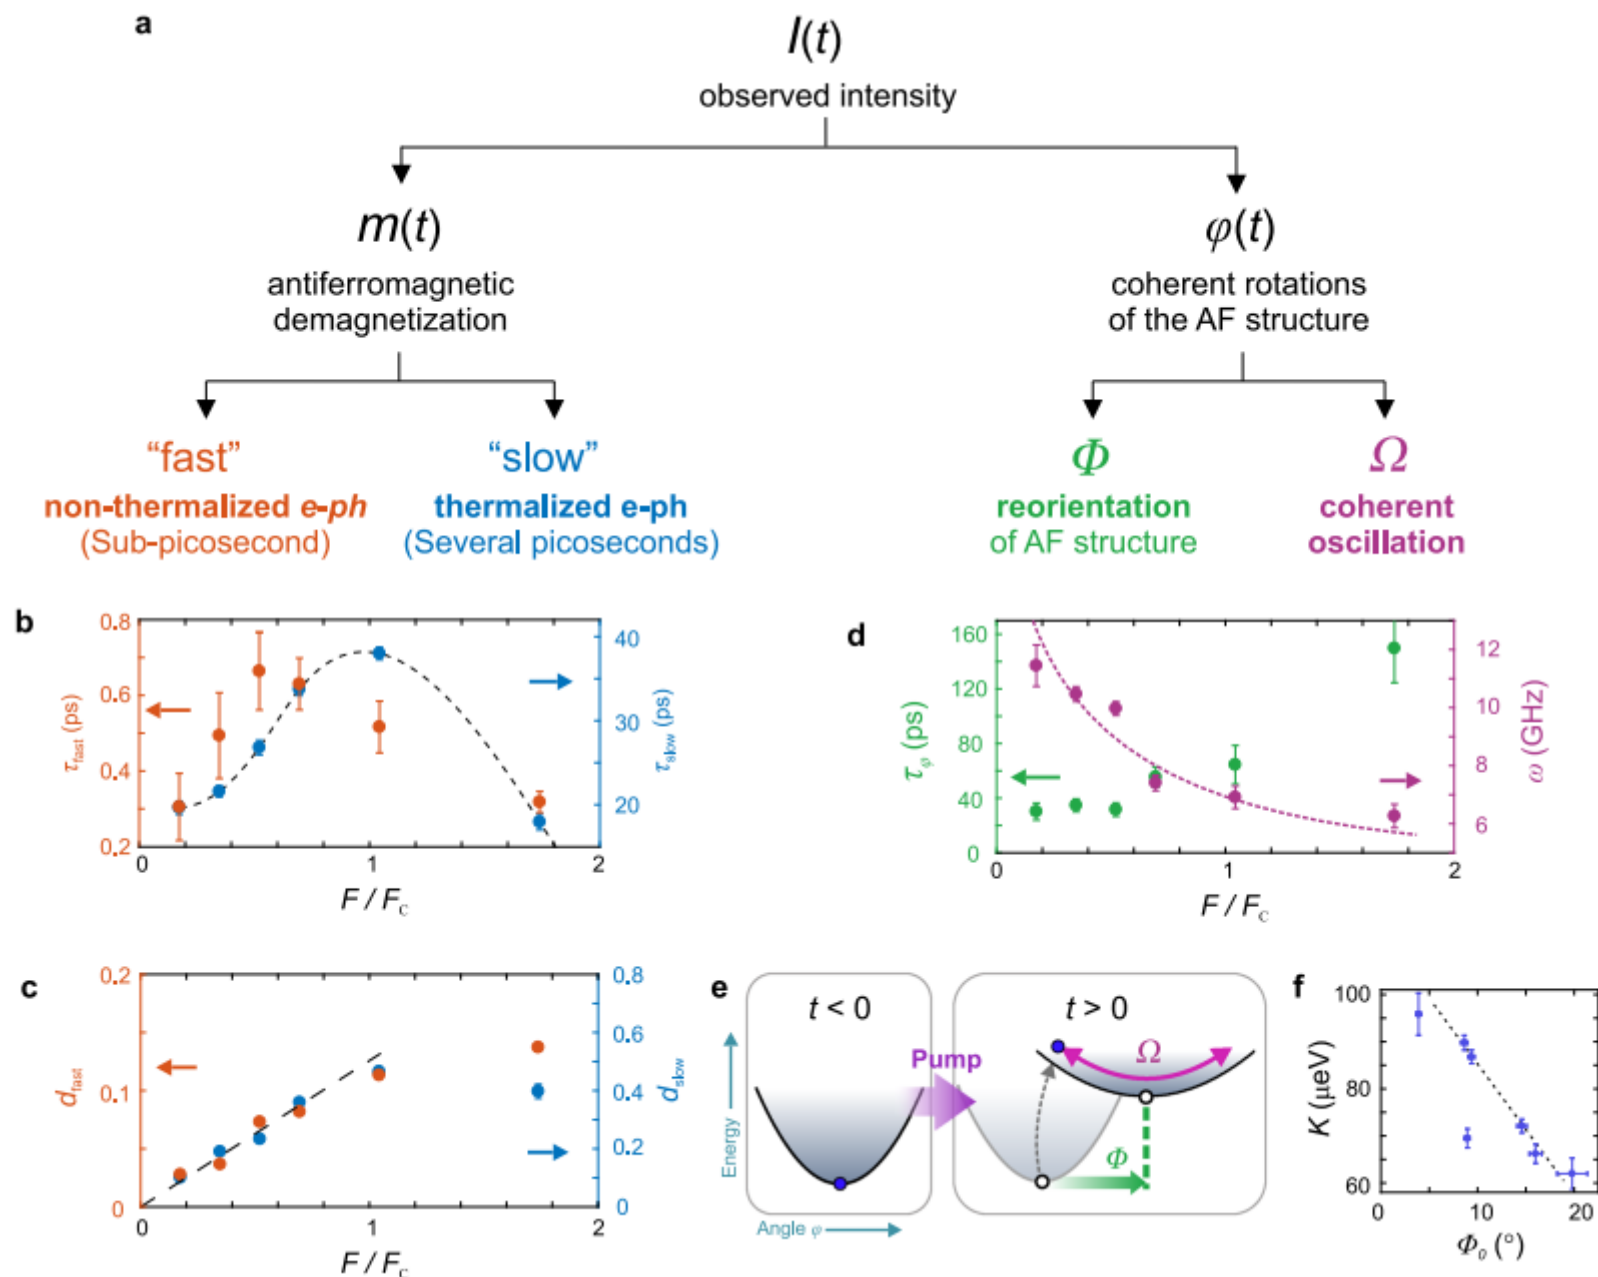 a
I(t)
observed intensity
m(t)
φ(t)
antiferromagnetic
demagnetization
coherent rotations
of the AF structure
“fast”
“slow”
Φ
Ω
non-thermalized e-ph
(Sub-picosecond)
thermalized e-ph
(Several picoseconds)
reorientation
of AF structure
coherent
oscillation
b
0.8
0.6
0.4
0.2
τfast (ps)
40
30
20
τslow (ps)
0
1
2
F / Fc
d
160
120
80
40
0
τφ (ps)
12
10
8
6
ω (GHz)
0
1
2
F / Fc
c
0.2
0.1
0
dfast
0.8
0.6
0.4
0.2
0
dslow
0
1
2
F / Fc
e
t < 0
t > 0
Pump
Ω
Φ
Energy
Angle φ
f
100
80
60
K (μeV)
0
10
20
Φ0 (°)